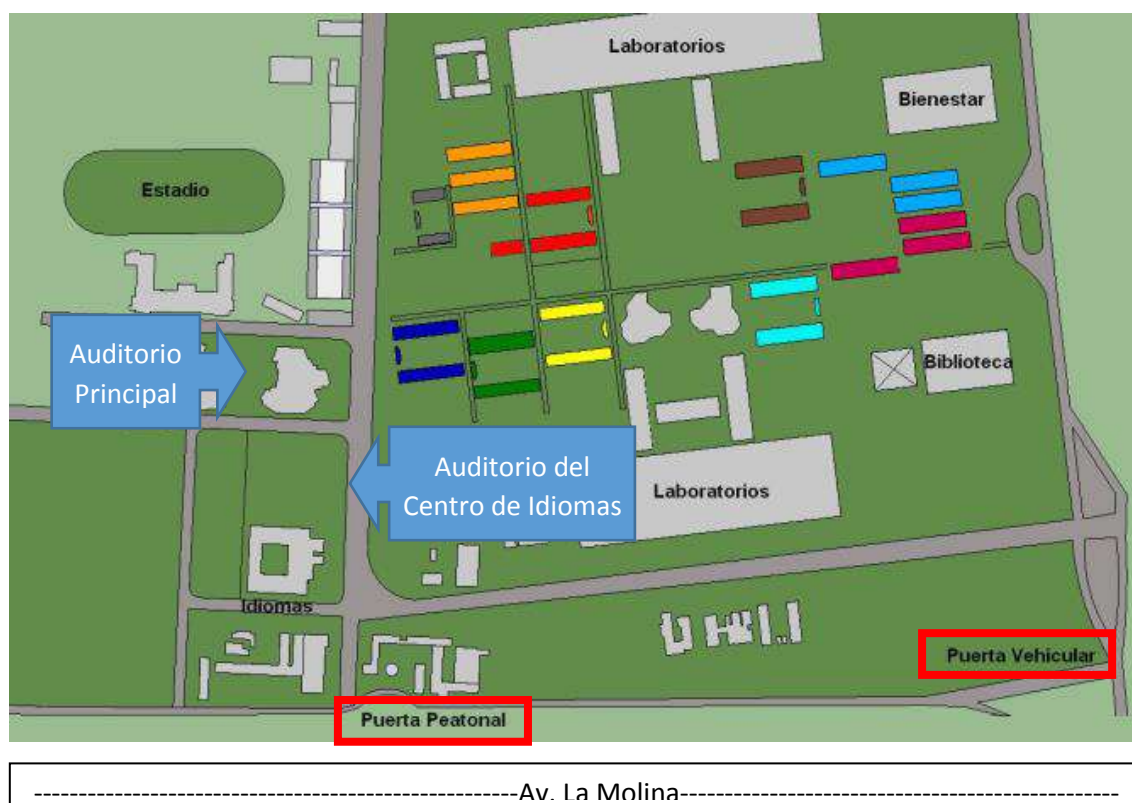 Laboratorios
Bienestar
Estadio
Auditorio
Principal
Biblioteca
Auditorio del
Centro de Idiomas
Laboratorios
Idiomas
Puerta Vehicular
Puerta Peatonal
-------------------------------------------------------Av. La Molina--------------------------------------------------